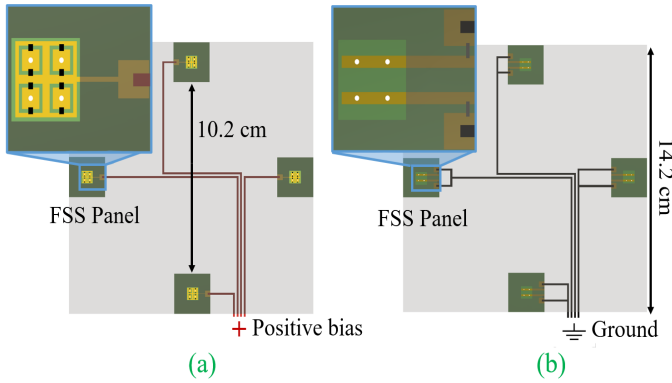 10.2 cm
FSS Panel
+ Positive bias
(a)
14.2 cm
FSS Panel
Ground
(b)